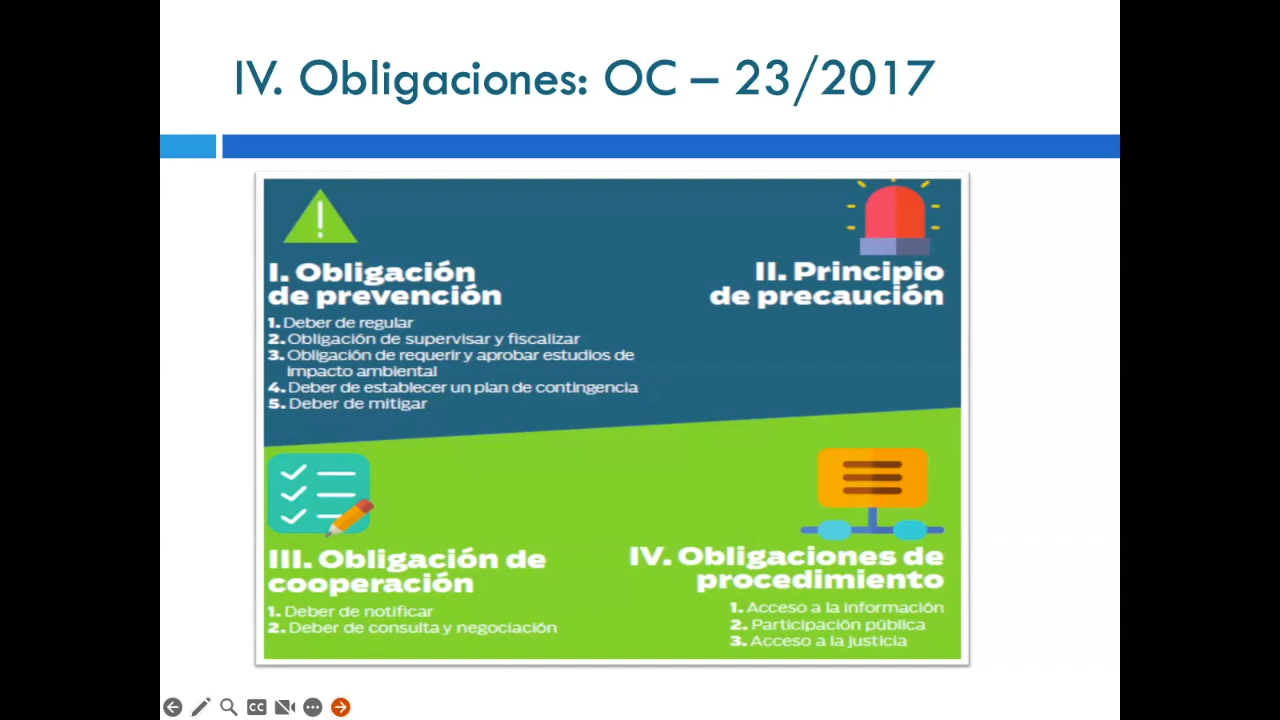 IV. Obligaciones: OC – 23/2017
I. Obligación
de prevención
1. Deber de regular
2. Obligación de supervisar y fiscalizar
3. Obligación de requerir y aprobar estudios de
impacto ambiental
4. Deber de establecer un plan de contingencia
5. Deber de mitigar
II. Principio
de precaución
III. Obligación de
cooperación
1. Deber de notificar
2. Deber de consulta y negociación
IV. Obligaciones de
procedimiento
1. Acceso a la información
2. Participación pública
3. Acceso a la justicia
CC